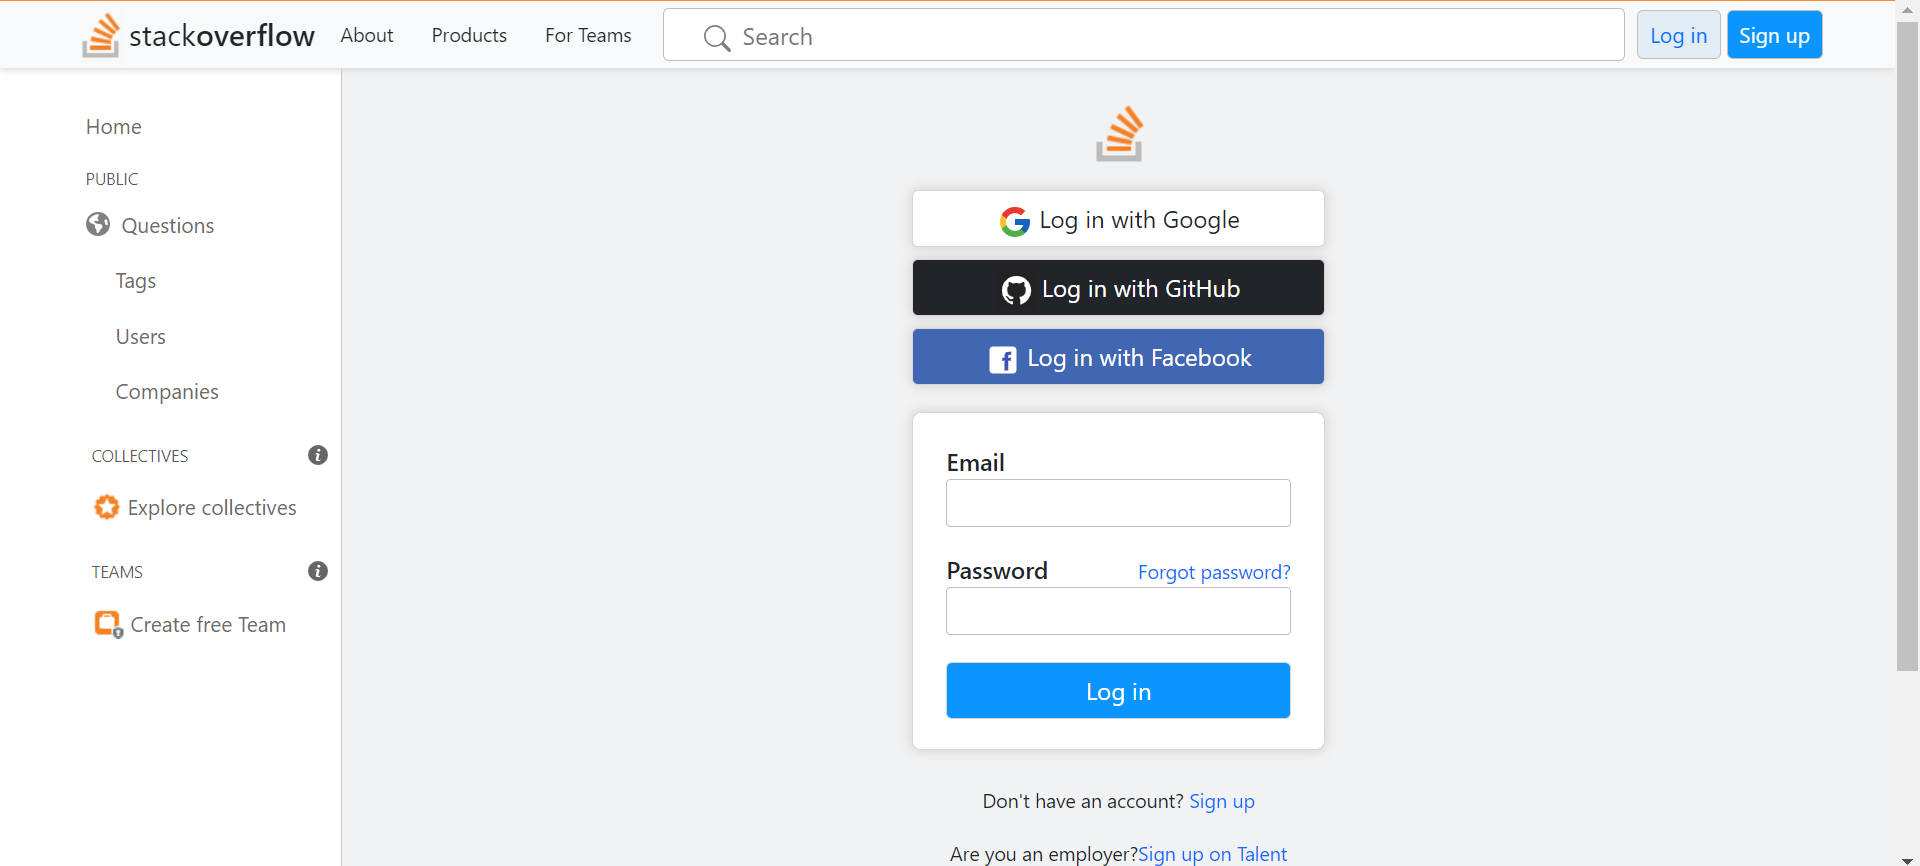 stackoverflow About Products For Teams Search Log in Sign up
Home
PUBLIC
Questions
Tags
Users
Companies
COLLECTIVES
Explore collectives
TEAMS
Create free Team
Log in with Google
Log in with GitHub
Log in with Facebook
Email
Password Forgot password?
Log in
Don't have an account? Sign up
Are you an employer?Sign up on Talent